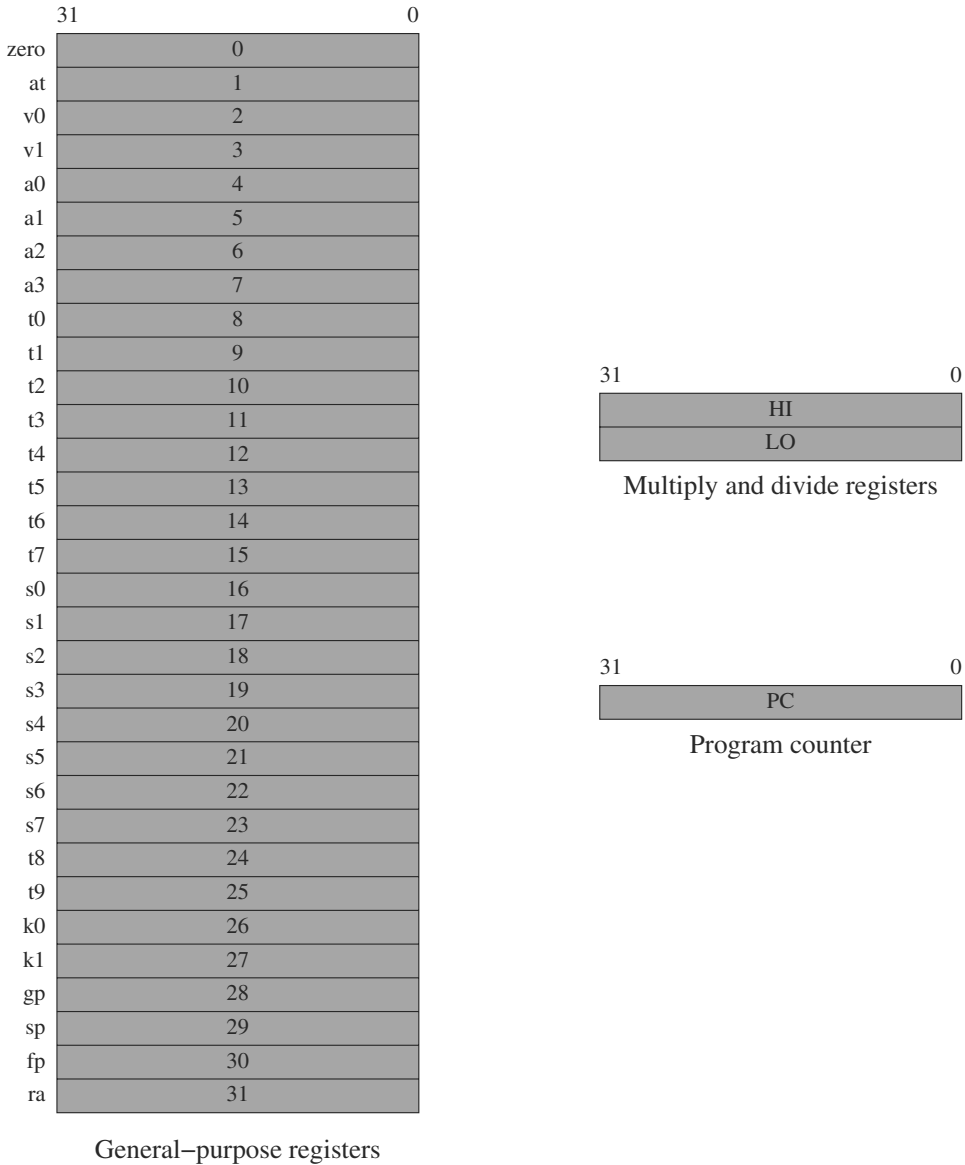 31 0
zero 0
at 1
v0 2
v1 3
a0 4
a1 5
a2 6
a3 7
t0 8
t1 9
t2 10
t3 11
t4 12
t5 13
t6 14
t7 15
s0 16
s1 17
s2 18
s3 19
s4 20
s5 21
s6 22
s7 23
t8 24
t9 25
k0 26
k1 27
gp 28
sp 29
fp 30
ra 31
General−purpose registers
31 0
HI
LO
Multiply and divide registers
31 0
PC
Program counter